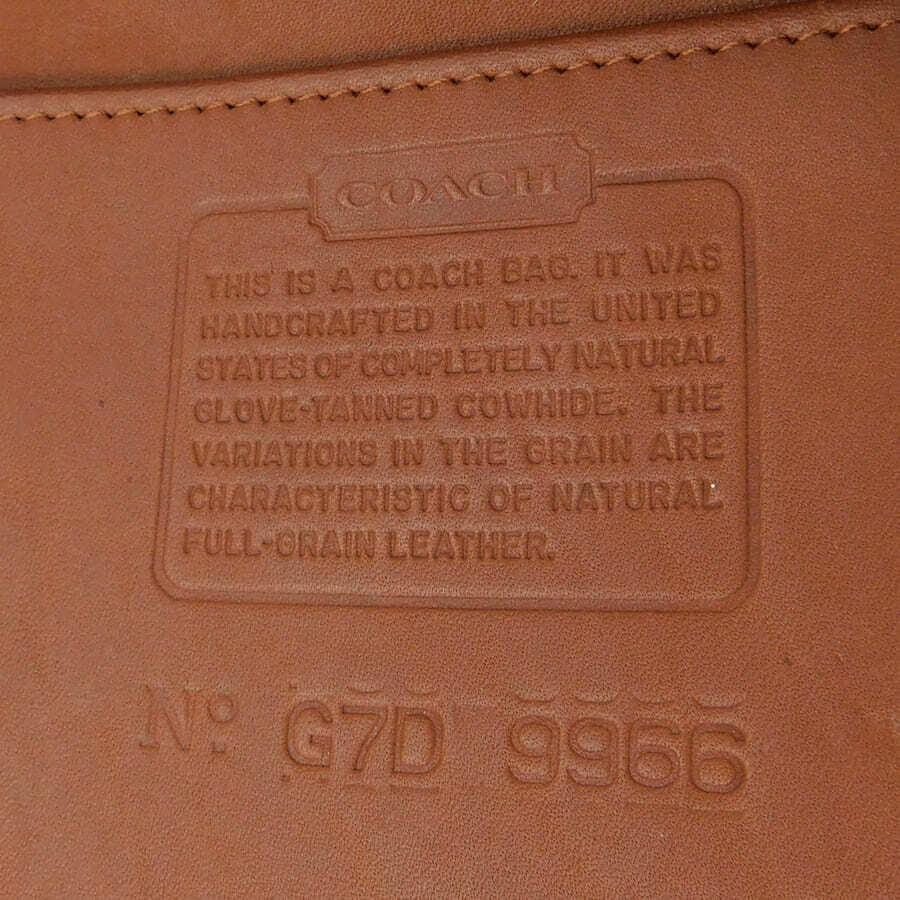 COACH
THIS IS A COACH BAG. IT WAS
HANDCRAFTED IN THE UNITED
STATES OF COMPLETELY NATURAL
GLOVE-TANNED COWHIDE. THE
VARIATIONS IN THE GRAIN ARE
CHARACTERISTIC OF NATURAL
FULL-GRAIN LEATHER.
Nº G7D 9966